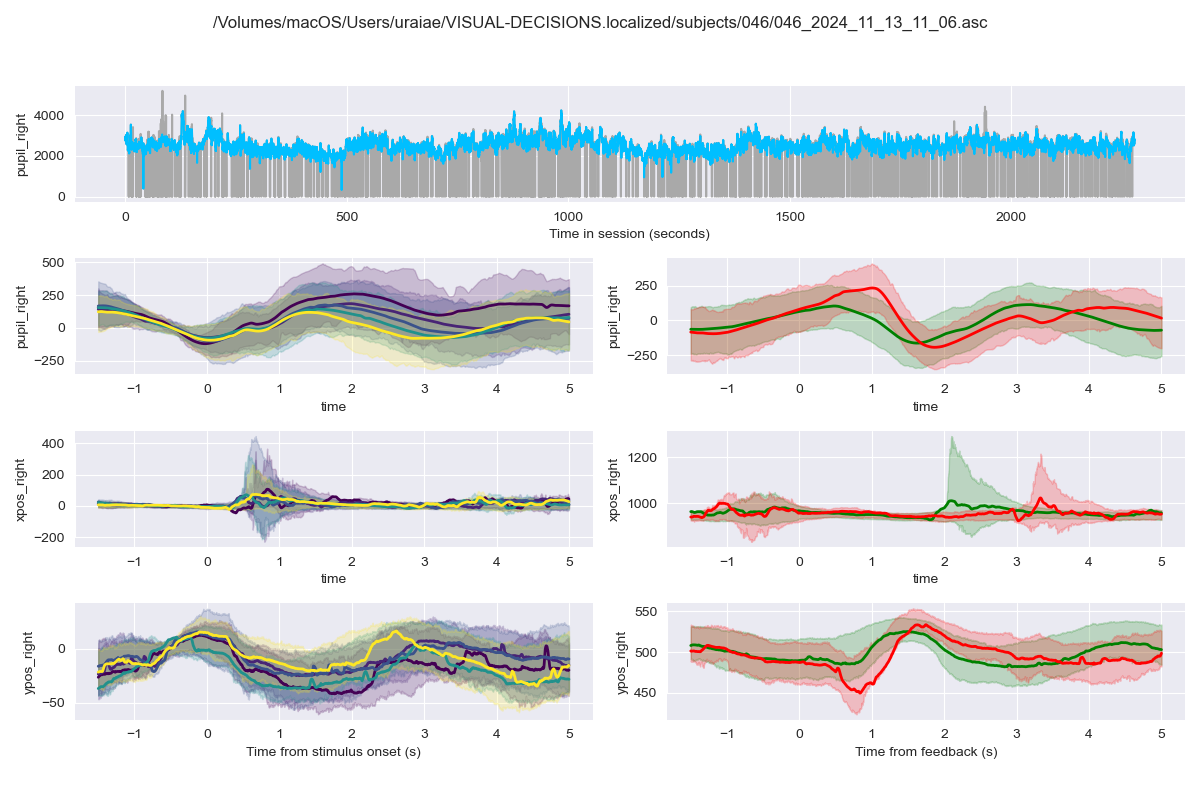 /Volumes/macOS/Users/uraiae/VISUAL-DECISIONS.localized/subjects/046/046_2024_11_13_11_06.asc
pupil_right
4000
2000
0
0 500 1000 1500 2000
Time in session (seconds)
pupil_right
500
250
0
−250
−1 0 1 2 3 4 5
time
pupil_right
250
0
−250
−1 0 1 2 3 4 5
time
xpos_right
400
200
0
−200
−1 0 1 2 3 4 5
time
xpos_right
1200
1000
−1 0 1 2 3 4 5
time
ypos_right
0
−50
−1 0 1 2 3 4 5
Time from stimulus onset (s)
ypos_right
550
500
450
−1 0 1 2 3 4 5
Time from feedback (s)